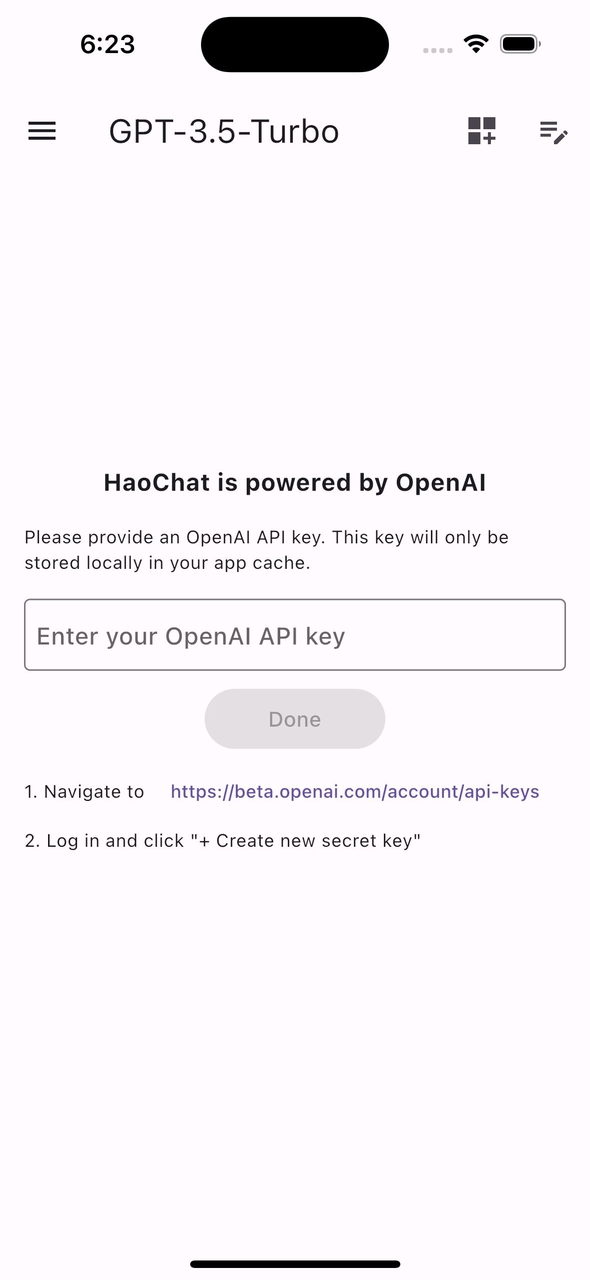 6:23
GPT-3.5-Turbo
HaoChat is powered by OpenAI
Please provide an OpenAI API key. This key will only be
stored locally in your app cache.
Enter your OpenAI API key
Done
1. Navigate to https://beta.openai.com/account/api-keys
2. Log in and click "+ Create new secret key"